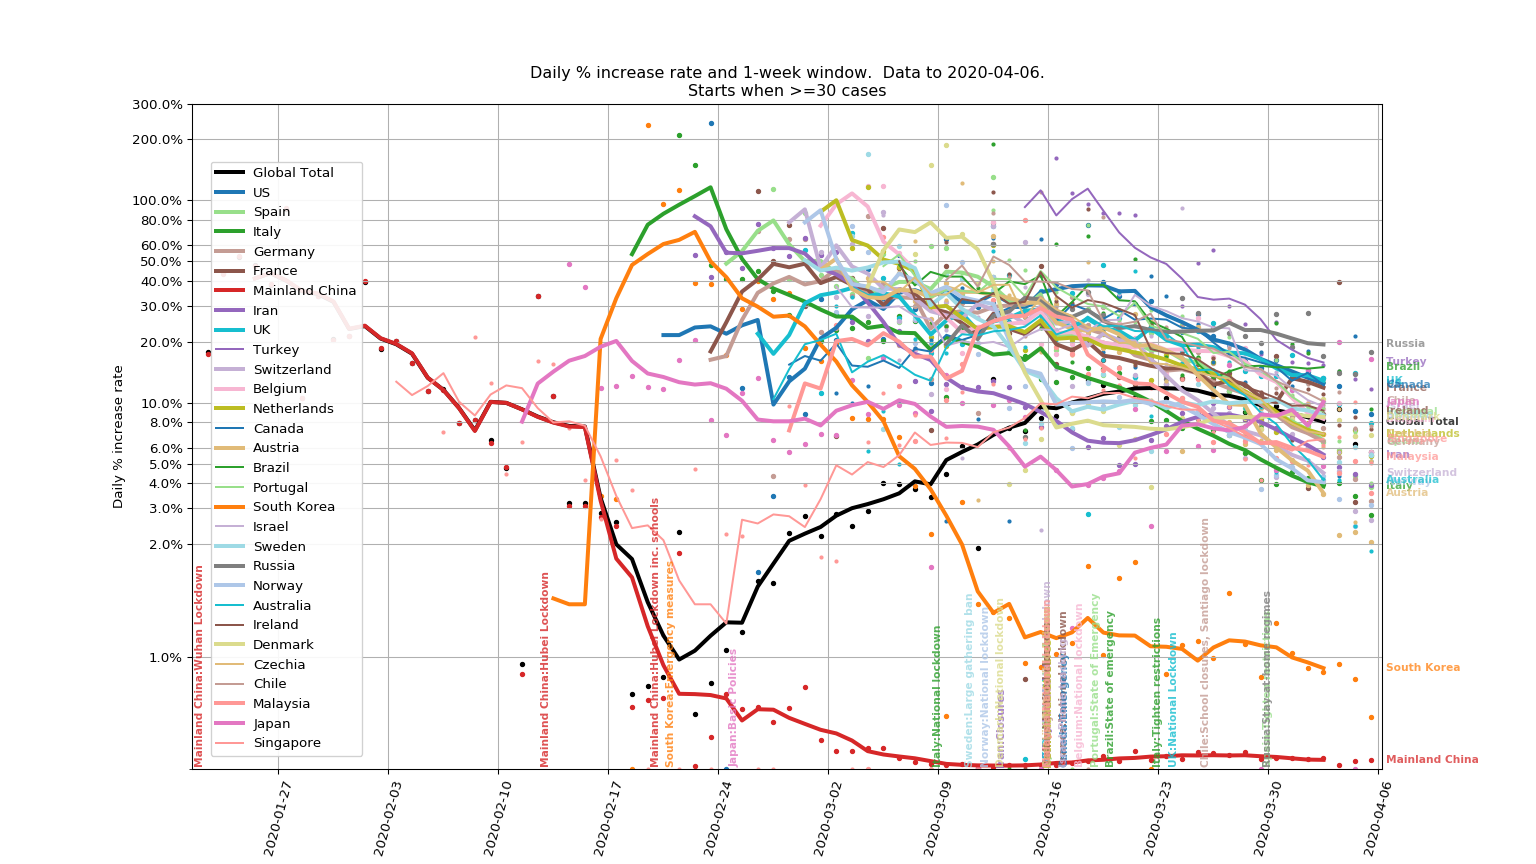 Daily % increase rate and 1-week window.  Data to 2020-04-06.
Starts when >=30 cases
Daily % increase rate
300.0%
200.0%
100.0%
80.0%
60.0%
50.0%
40.0%
30.0%
20.0%
10.0%
8.0%
6.0%
5.0%
4.0%
3.0%
2.0%
1.0%
Global Total
US
Spain
Italy
Germany
France
Mainland China
Iran
UK
Turkey
Switzerland
Belgium
Netherlands
Canada
Austria
Brazil
Portugal
South Korea
Israel
Sweden
Russia
Norway
Australia
Ireland
Denmark
Czechia
Chile
Malaysia
Japan
Singapore
Mainland China:Wuhan Lockdown
Mainland China:Hubei Lockdown
Mainland China:Hubei Lockdown inc. schools
South Korea:Emergency measures
Japan:Basic Policies
Italy:National lockdown
Sweden:Large gathering ban
Norway:National lockdown
Iran:Closures
Belgium:National lockdown
Portugal:State of Emergency
Brazil:State of emergency
Italy:Tighten restrictions
UK:National Lockdown
Chile:School closures, Santiago lockdown
Russia:Stay-at-home regimes
Russia
Turkey
Brazil
Canada
France
Chile
Ireland
Global Total
Netherlands
Germany
Iran
Malaysia
Switzerland
Australia
Italy
Austria
South Korea
Mainland China
2020-01-27
2020-02-03
2020-02-10
2020-02-17
2020-02-24
2020-03-02
2020-03-09
2020-03-16
2020-03-23
2020-03-30
2020-04-06